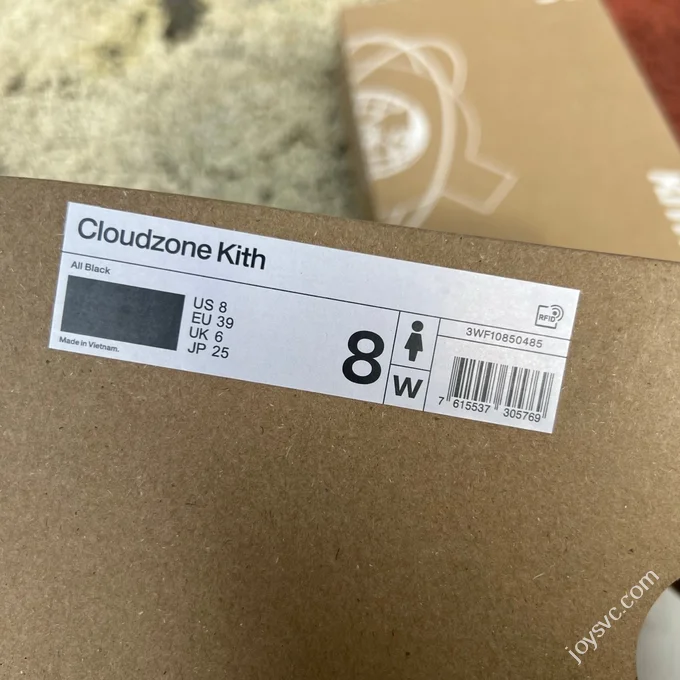 Cloudzone Kith
All Black
US 8
EU 39
UK 6
JP 25
Made in Vietnam.
8
W
RFID
3WF10850485
7 615537 305769
joysvc.com